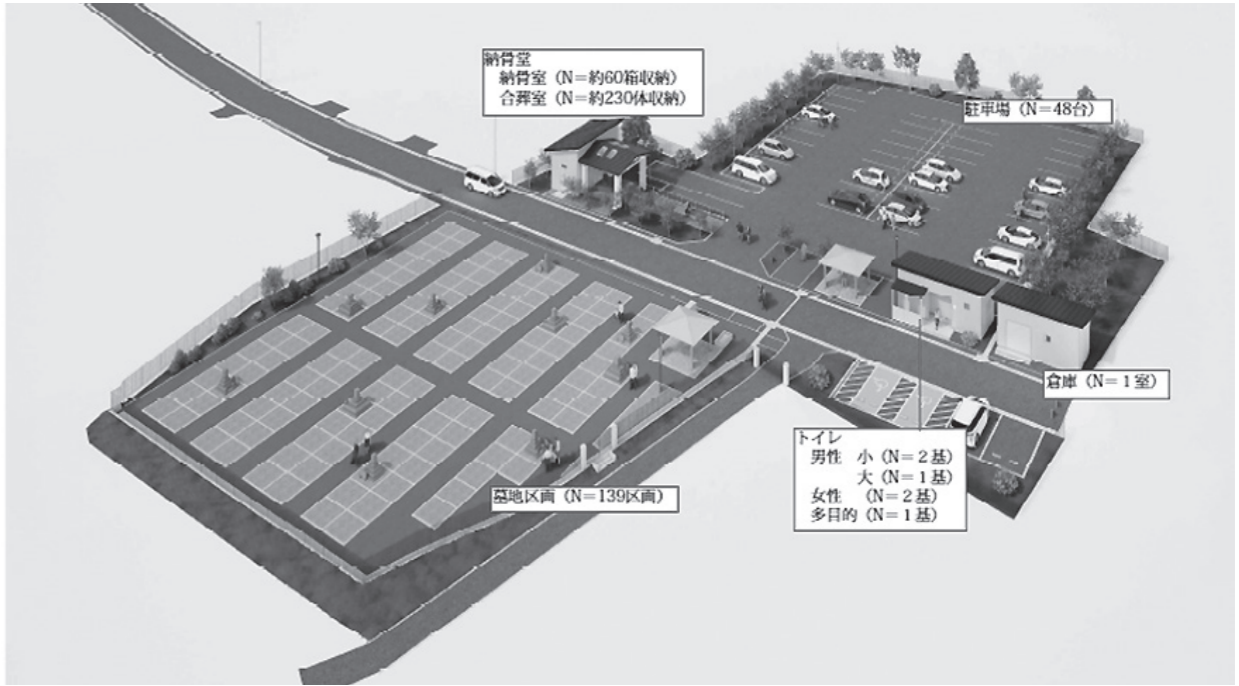 納骨堂
納骨室（N＝約60箱収納）
合葬室（N＝約230体収納）
駐車場（N＝48台）
倉庫（N＝1室）
トイレ
男性　小（N＝2基）
大（N＝1基）
女性　（N＝2基）
多目的（N＝1基）
墓地区画（N＝139区画）